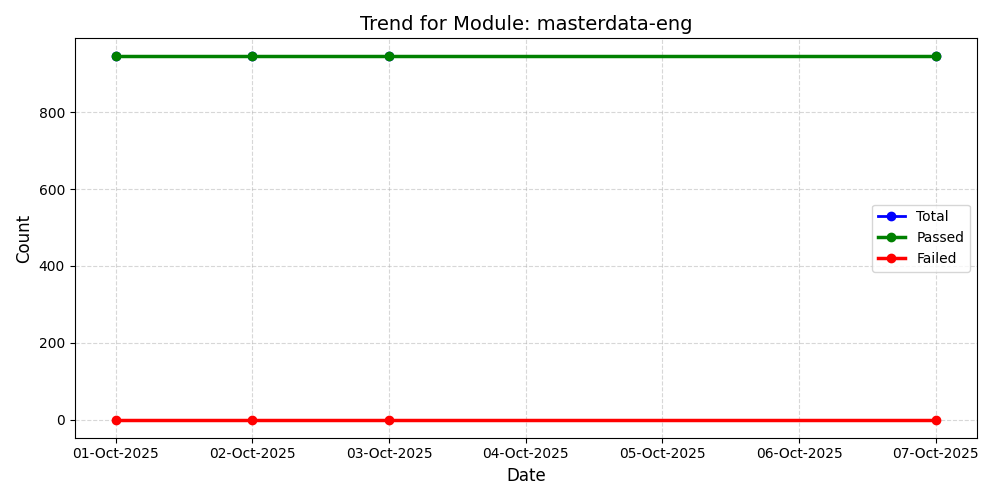 Trend for Module: masterdata-eng
Count
800
600
400
200
0
Total
Passed
Failed
01-Oct-2025 02-Oct-2025 03-Oct-2025 04-Oct-2025 05-Oct-2025 06-Oct-2025 07-Oct-2025
Date